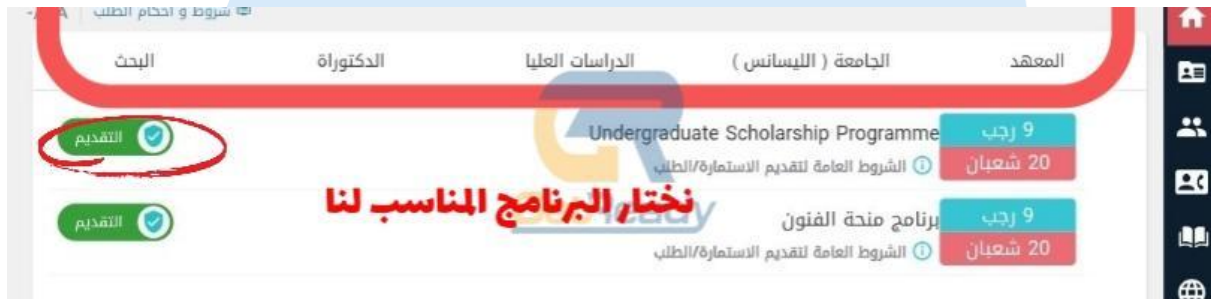 شروط و أحكام الطلب
المعهد الجامعة ( الليسانس ) الدراسات العليا الدكتوراة البحث
9 رجب Undergraduate Scholarship Programme التقديم
20 شعبان الشروط العامة لتقديم الاستمارة/الطلب
نختار البرنامج المناسب لنا
9 رجب برنامج منحة الفنون التقديم
20 شعبان الشروط العامة لتقديم الاستمارة/الطلب